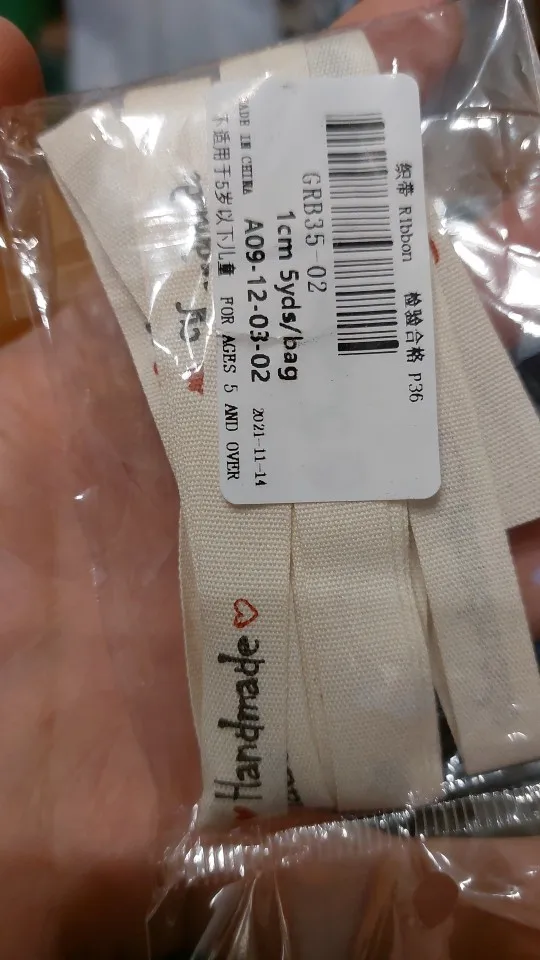 织带 Ribbon 检验合格 P36
GRB35-02
1cm 5yds/bag
A09-12-03-02 2021-11-14
MADE IN CHINA
不适用于5岁以下儿童 FOR AGES 5 AND OVER
Handmade